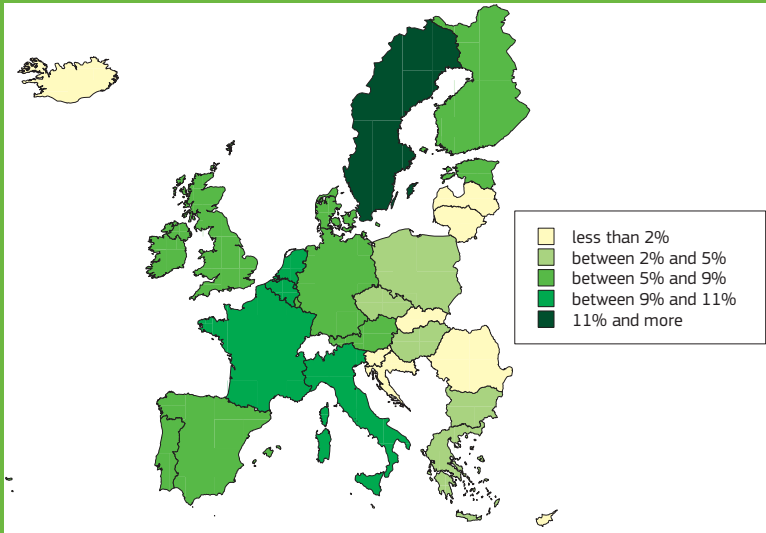 less than 2%
between 2% and 5%
between 5% and 9%
between 9% and 11%
11% and more